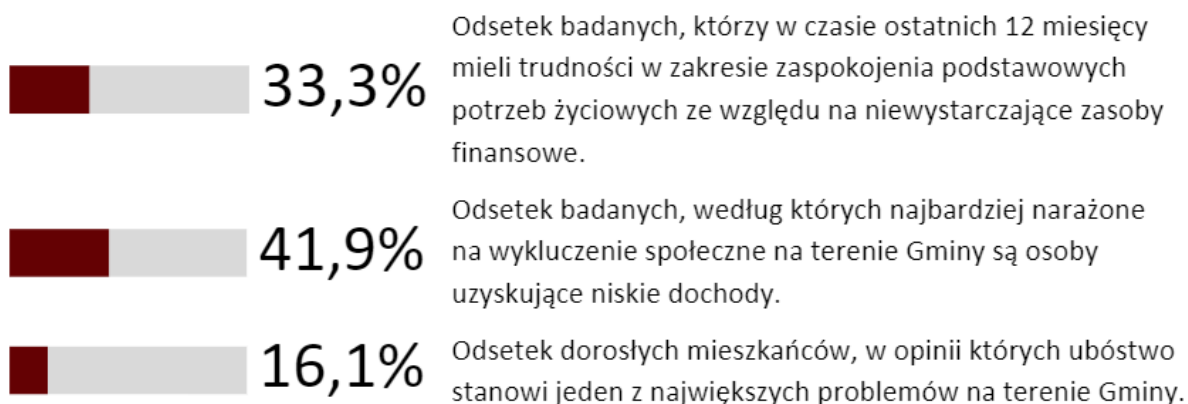 33,3%
Odsetek badanych, którzy w czasie ostatnich 12 miesięcy
mieli trudności w zakresie zaspokojenia podstawowych
potrzeb życiowych ze względu na niewystarczające zasoby
finansowe.
41,9%
Odsetek badanych, według których najbardziej narażone
na wykluczenie społeczne na terenie Gminy są osoby
uzyskujące niskie dochody.
16,1%
Odsetek dorosłych mieszkańców, w opinii których ubóstwo
stanowi jeden z największych problemów na terenie Gminy.